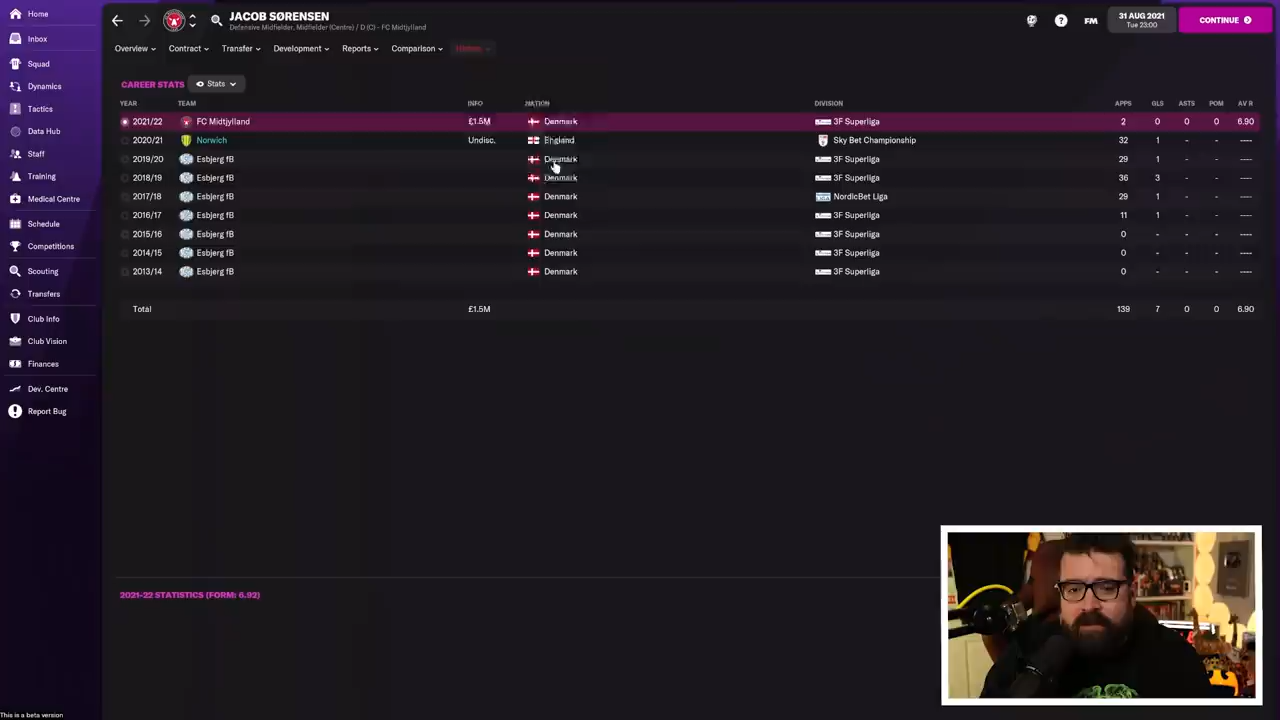 Home
Inbox
Squad
Dynamics
Tactics
Data Hub
Staff
Training
Medical Centre
Schedule
Competitions
Scouting
Transfers
Club Info
Club Vision
Finances
Dev. Centre
Report Bug
This is a beta version
JACOB SØRENSEN
Defensive Midfielder, Midfielder (Centre) / D (C) - FC Midtjylland
FM
31 AUG 2021
Tue 23:00
CONTINUE
Overview Contract Transfer Development Reports Comparison History
CAREER STATS Stats
YEAR TEAM INFO NATION DIVISION APPS GLS ASTS POM AV R
2021/22 FC Midtjylland £1.5M Denmark 3F Superliga 2 0 0 0 6.90
2020/21 Norwich Undisc. England Sky Bet Championship 32 1 - - ----
2019/20 Esbjerg fB Denmark 3F Superliga 29 1 - - ----
2018/19 Esbjerg fB Denmark 3F Superliga 36 3 - - ----
2017/18 Esbjerg fB Denmark NordicBet Liga 29 1 - - ----
2016/17 Esbjerg fB Denmark 3F Superliga 11 1 - - ----
2015/16 Esbjerg fB Denmark 3F Superliga 0 - - - ----
2014/15 Esbjerg fB Denmark 3F Superliga 0 - - - ----
2013/14 Esbjerg fB Denmark 3F Superliga 0 - - - ----
Total £1.5M 139 7 0 0 6.90
2021-22 STATISTICS (FORM: 6.92)